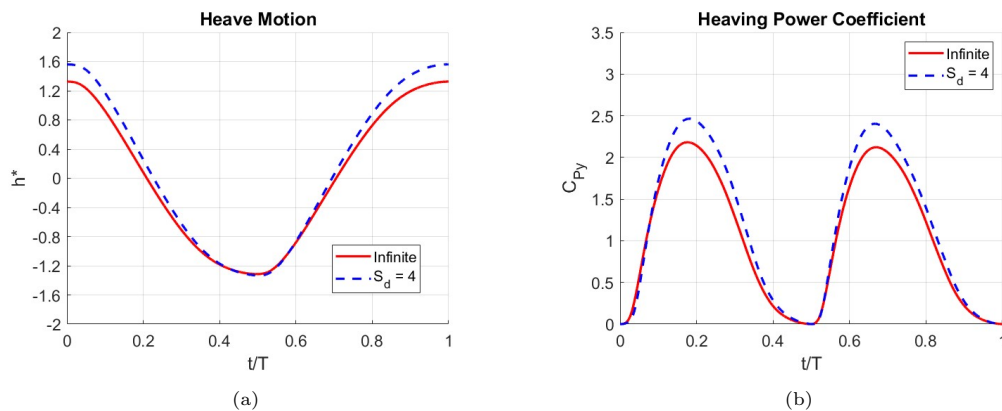 Heave Motion
2
1.6
1.2
0.8
0.4
0
-0.4
-0.8
-1.2
-1.6
-2
h*
0 0.2 0.4 0.6 0.8 1
t/T
Infinite
S_d = 4
(a)
Heaving Power Coefficient
3.5
3
2.5
2
1.5
1
0.5
0
C_Py
0 0.2 0.4 0.6 0.8 1
t/T
Infinite
S_d = 4
(b)